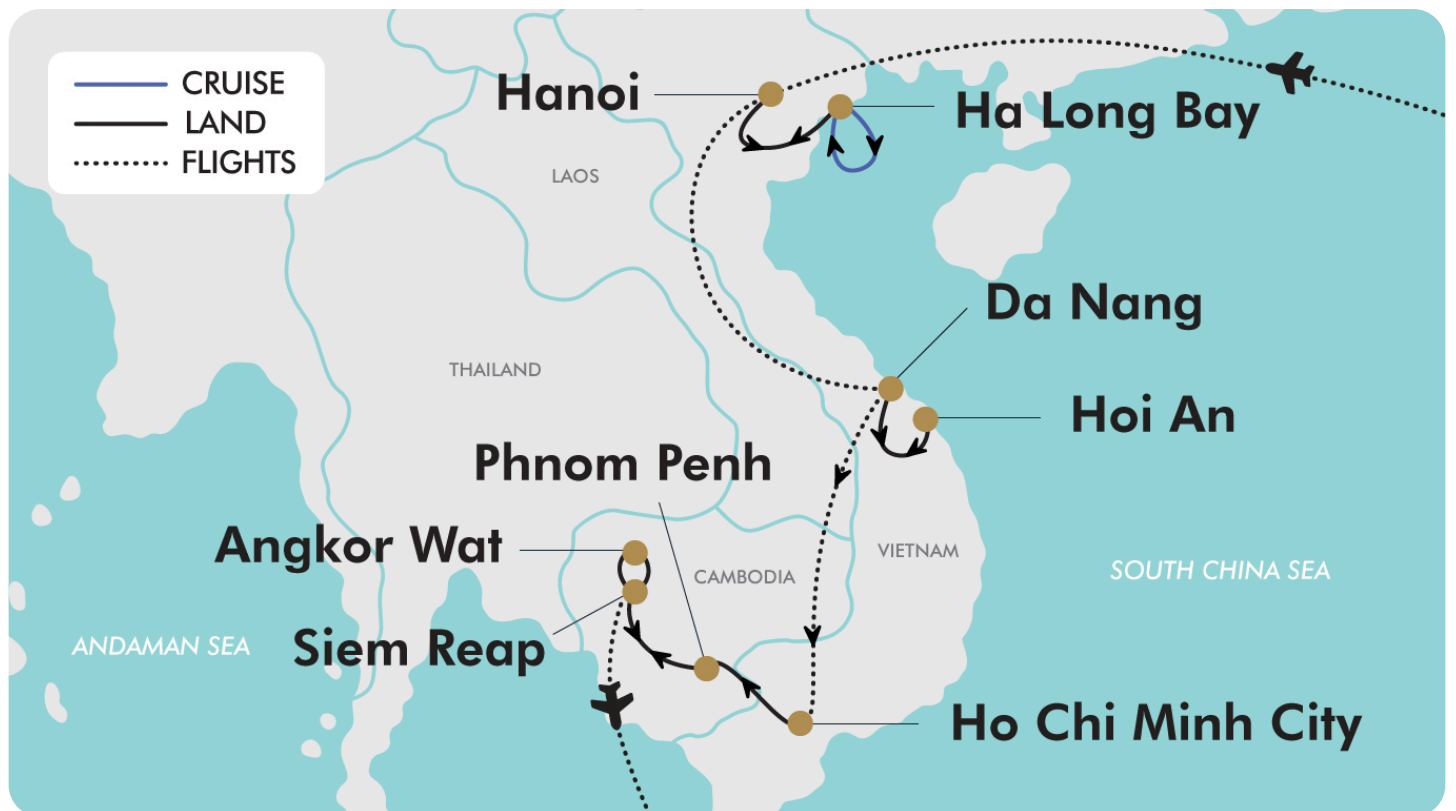 CRUISE
LAND
FLIGHTS
Hanoi
Ha Long Bay
LAOS
Da Nang
THAILAND
Hoi An
Phnom Penh
Angkor Wat
VIETNAM
CAMBODIA
SOUTH CHINA SEA
ANDAMAN SEA
Siem Reap
Ho Chi Minh City